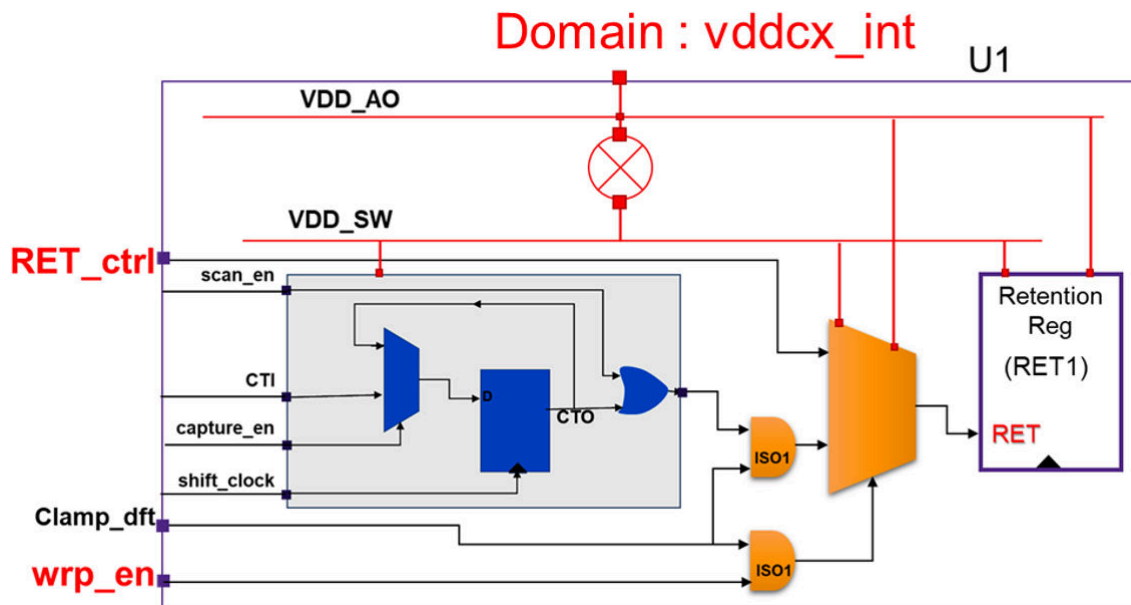 Domain : vddcx_int
U1
VDD_AO
VDD_SW
RET_ctrl
scan_en
Retention
Reg
(RET1)
CTI
D
CTO
capture_en
RET
ISO1
shift_clock
Clamp_dft
ISO1
wrp_en